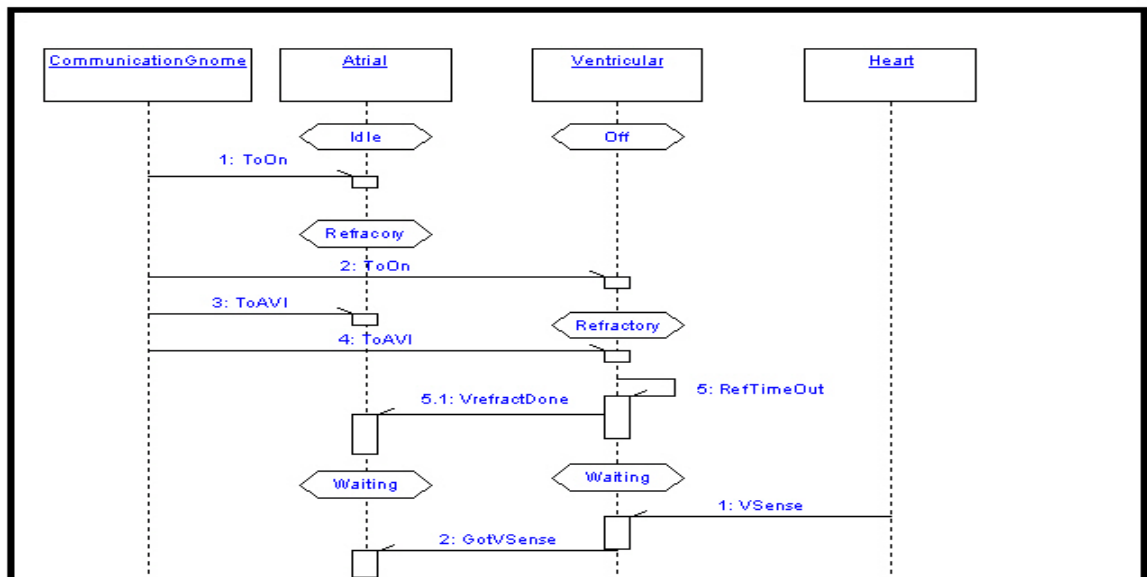 CommunicationGnome
Atrial
Ventricular
Heart
Idle
Off
1: ToOn
Refracory
2: ToOn
3: ToAVI
Refractory
4: ToAVI
5: RefTimeOut
5.1: VrefractDone
Waiting
Waiting
1: VSense
2: GotVSense